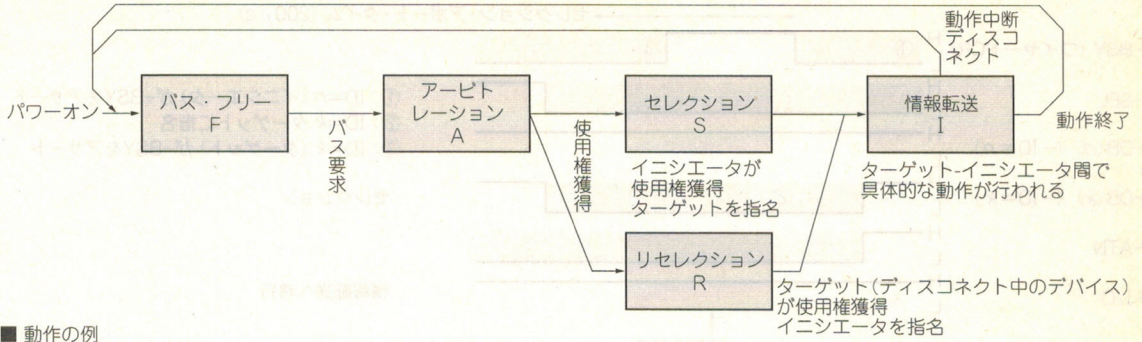 動作中断
ディスコ
ネクト
パワーオン
バス・フリー
F
バス要求
アービト
レーション
A
使用権獲得
セレクション
S
イニシエータが
使用権獲得
ターゲットを指名
リセレクション
R
ターゲット(ディスコネクト中のデバイス)
が使用権獲得
イニシエータを指名
情報転送
I
動作終了
ターゲット-イニシエータ間で
具体的な動作が行われる
■ 動作の例